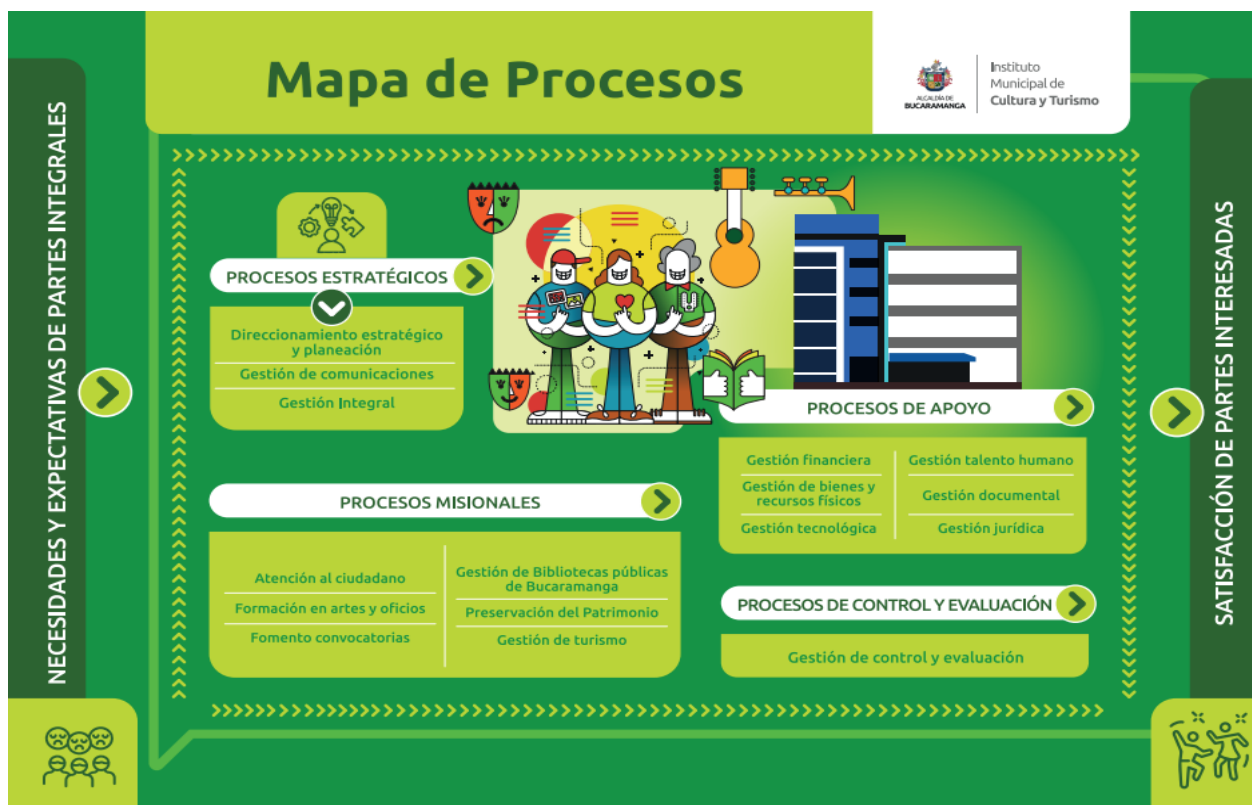 Mapa de Procesos
ALCALDÍA DE
BUCARAMANGA
Instituto
Municipal de
Cultura y Turismo
NECESIDADES Y EXPECTATIVAS DE PARTES INTEGRALES
PROCESOS ESTRATÉGICOS
Direccionamiento estratégico
y planeación
Gestión de comunicaciones
Gestión Integral
PROCESOS MISIONALES
Atención al ciudadano
Formación en artes y oficios
Fomento convocatorias
Gestión de Bibliotecas públicas
de Bucaramanga
Preservación del Patrimonio
Gestión de turismo
PROCESOS DE APOYO
Gestión financiera
Gestión de bienes y
recursos físicos
Gestión tecnológica
Gestión talento humano
Gestión documental
Gestión jurídica
PROCESOS DE CONTROL Y EVALUACIÓN
Gestión de control y evaluación
SATISFACCIÓN DE PARTES INTERESADAS